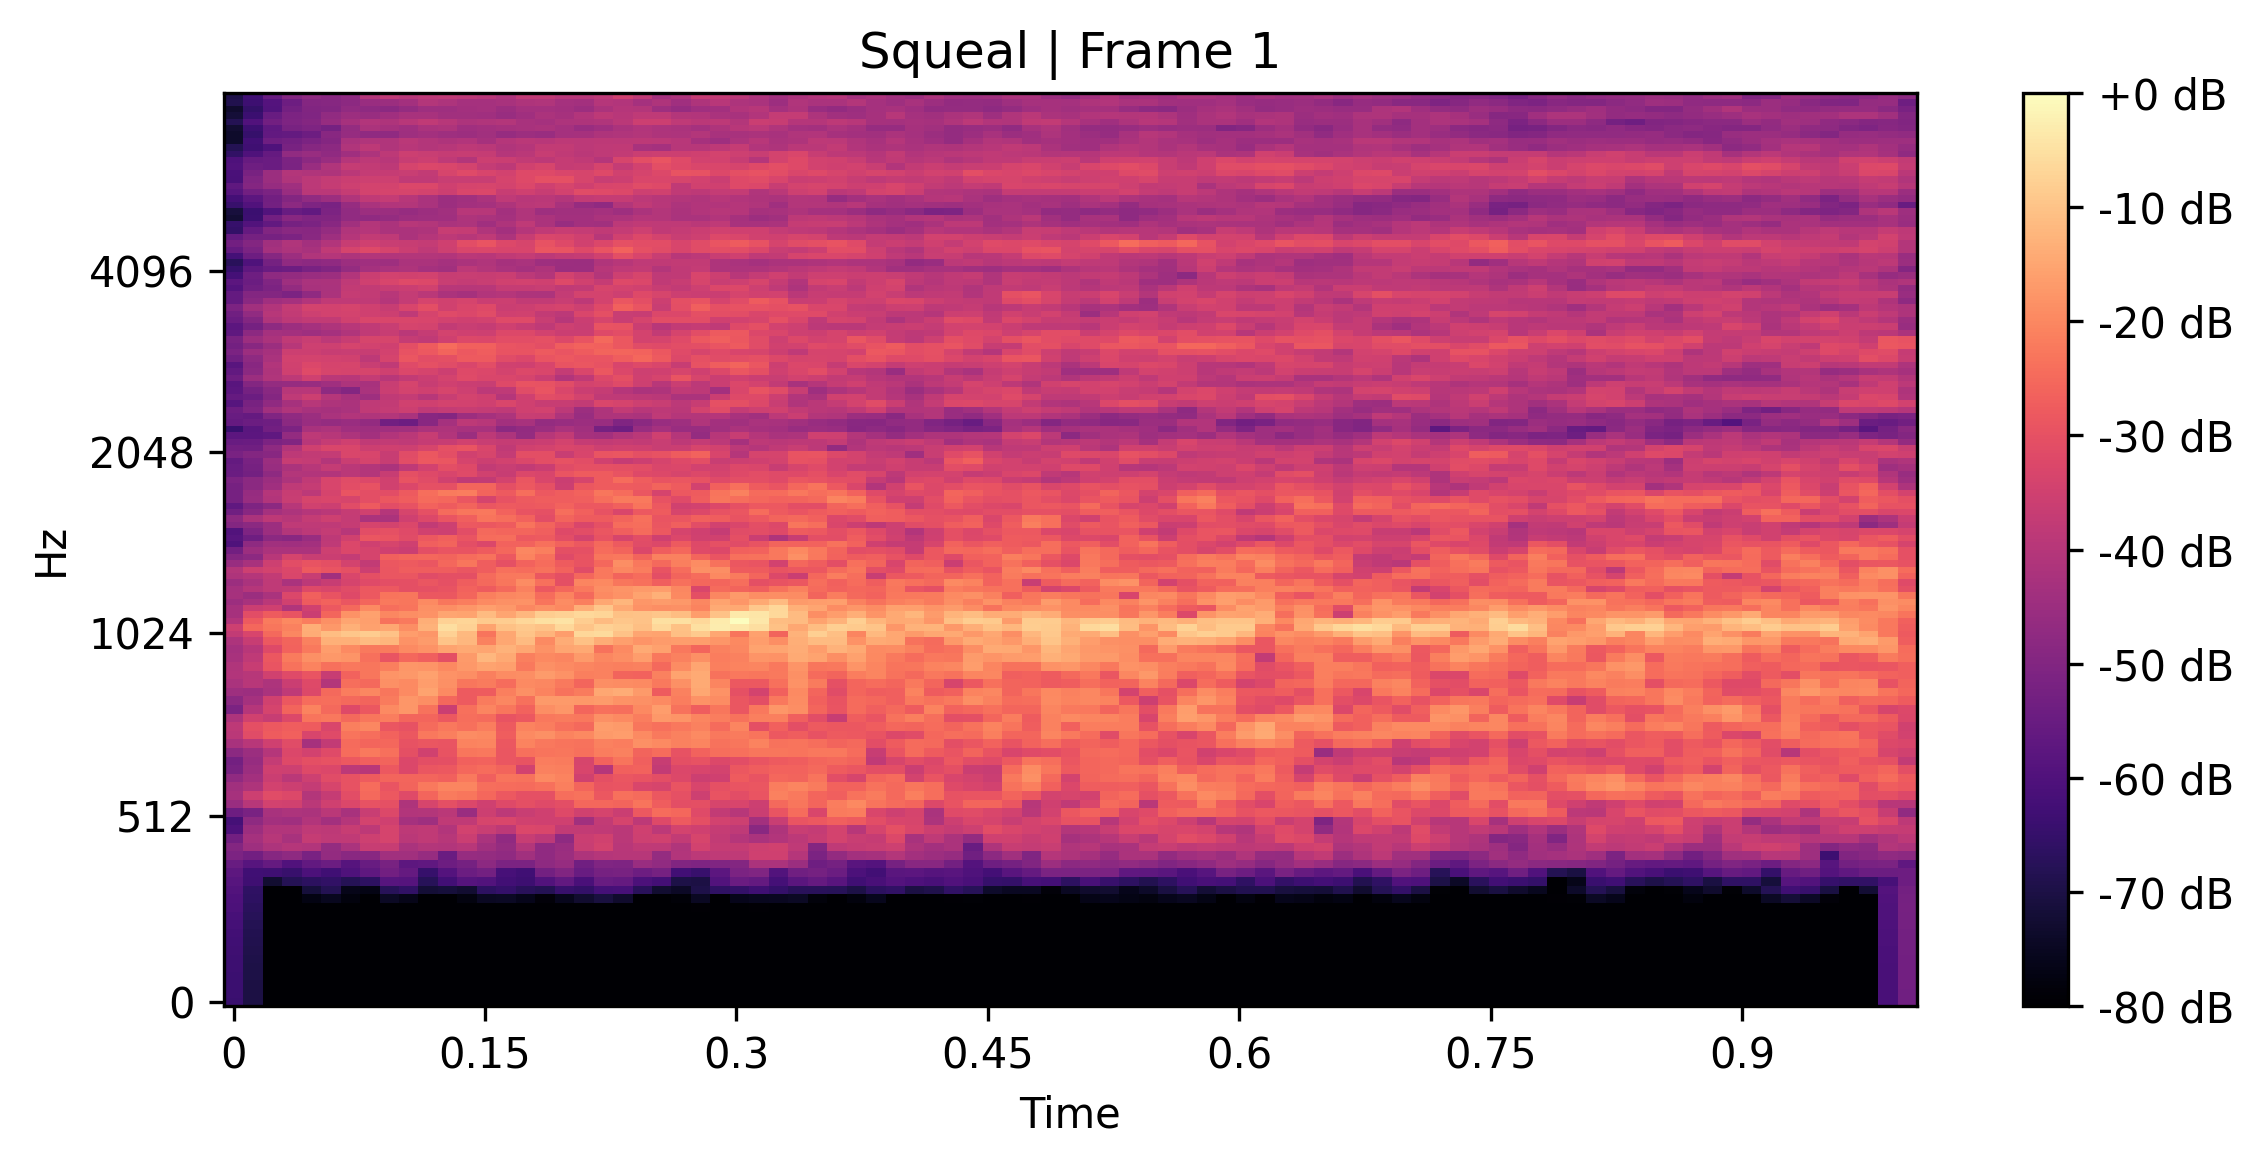 Squeal | Frame 1
+0 dB
-10 dB
-20 dB
-30 dB
-40 dB
-50 dB
-60 dB
-70 dB
-80 dB
Hz
4096
2048
1024
512
0
0 0.15 0.3 0.45 0.6 0.75 0.9
Time